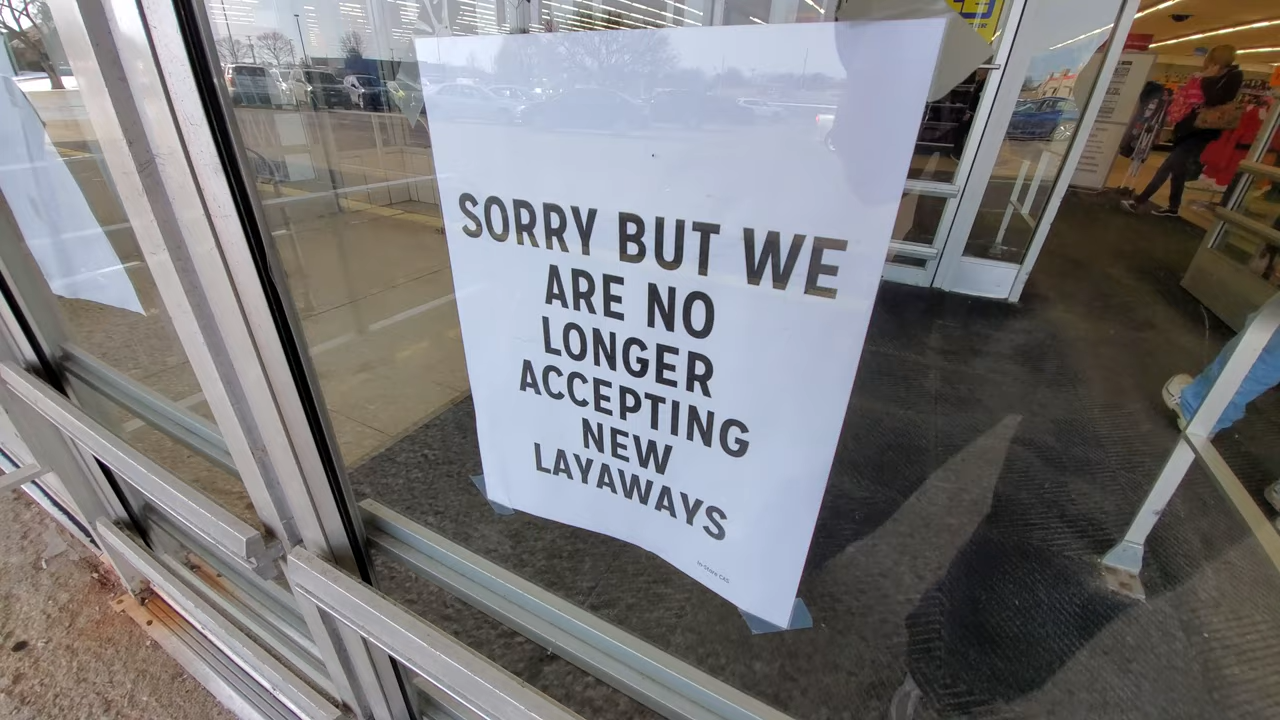 SORRY BUT WE
ARE NO
LONGER
ACCEPTING
NEW
LAYAWAYS